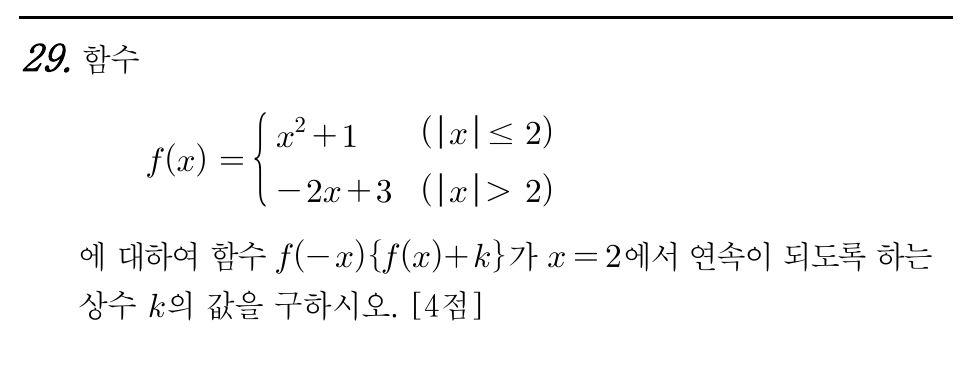 29. 함수
f(x) = { x² + 1 (|x| ≤ 2)
−2x + 3 (|x| > 2)
에 대하여 함수 f(−x){f(x)+k}가 x = 2에서 연속이 되도록 하는
상수 k의 값을 구하시오. [4점]